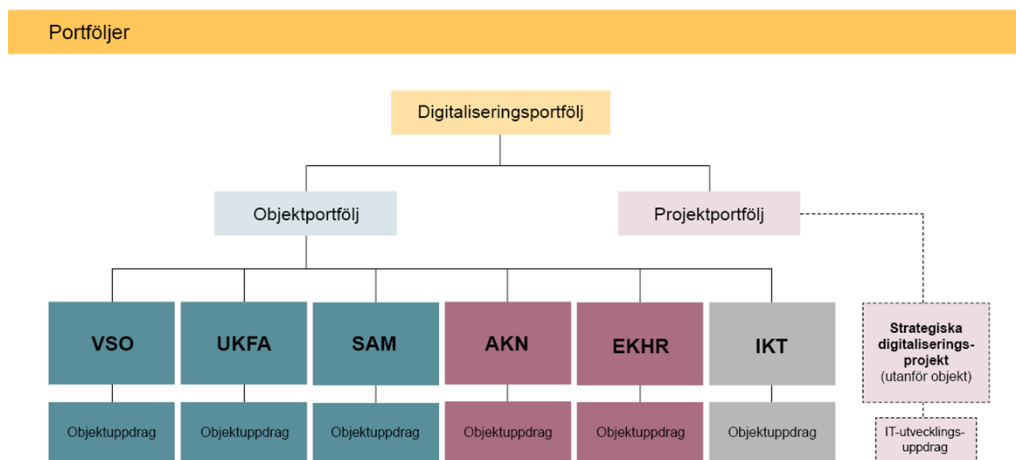 Portföljer
Digitaliseringsportfölj
Objektportfölj
Projektportfölj
VSO
UKFA
SAM
AKN
EKHR
IKT
Strategiska
digitaliserings-
projekt
(utanför objekt)
Objektuppdrag
Objektuppdrag
Objektuppdrag
Objektuppdrag
Objektuppdrag
Objektuppdrag
IT-utvecklings-
uppdrag